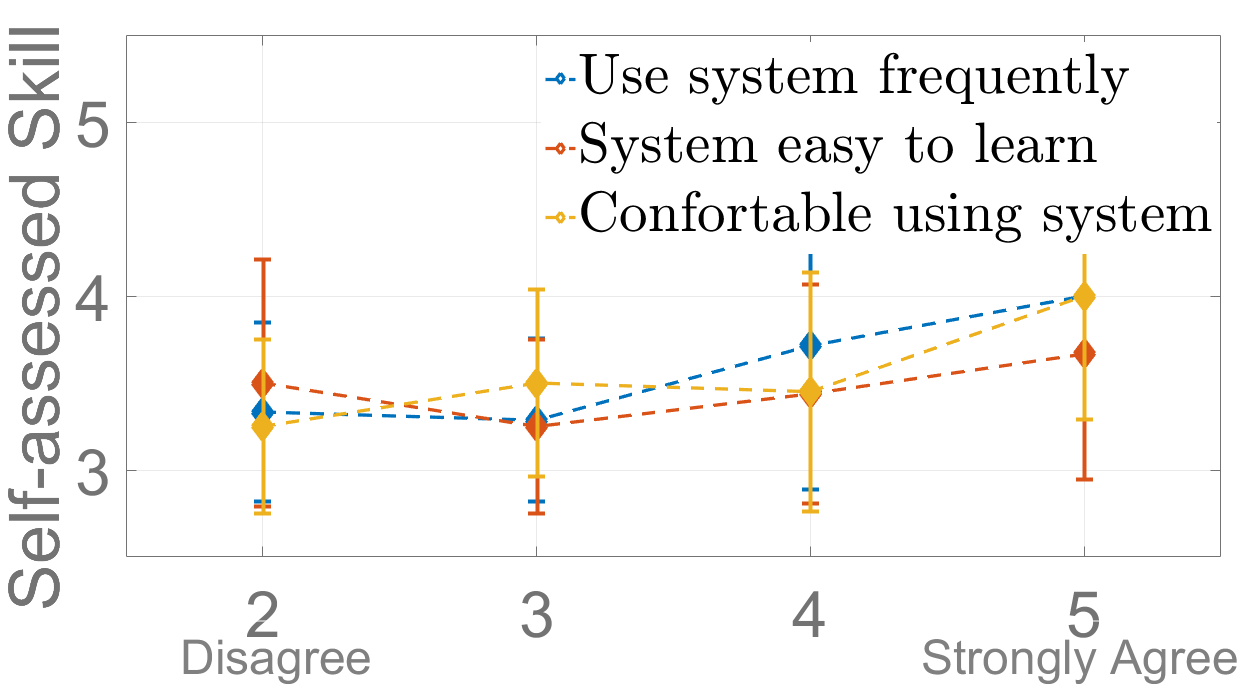 Self-assessed Skill
Use system frequently
System easy to learn
Confortable using system
5
4
3
2
3
4
5
Disagree
Strongly Agree